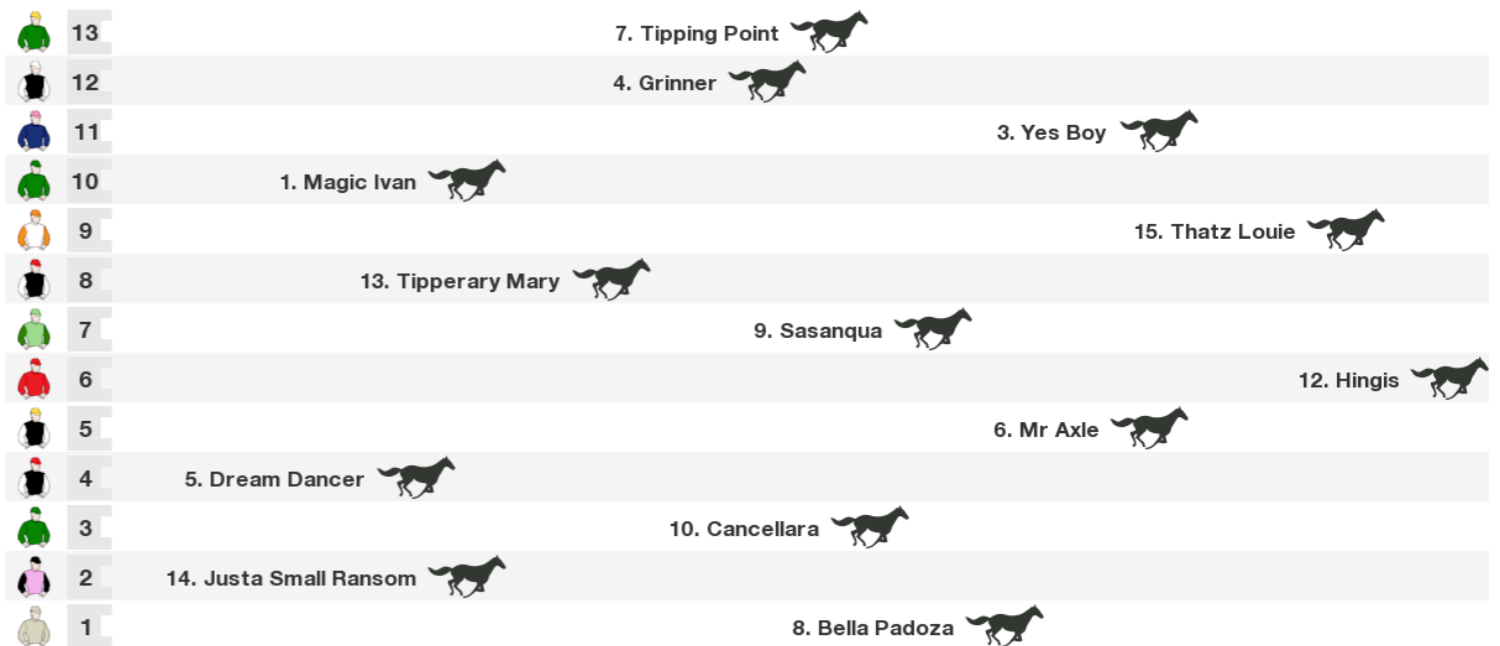 13 7. Tipping Point
12 4. Grinner
11 3. Yes Boy
10 1. Magic Ivan
9 15. Thatz Louie
8 13. Tipperary Mary
7 9. Sasanqua
6 12. Hingis
5 6. Mr Axle
4 5. Dream Dancer
3 10. Cancellara
2 14. Justa Small Ransom
1 8. Bella Padoza